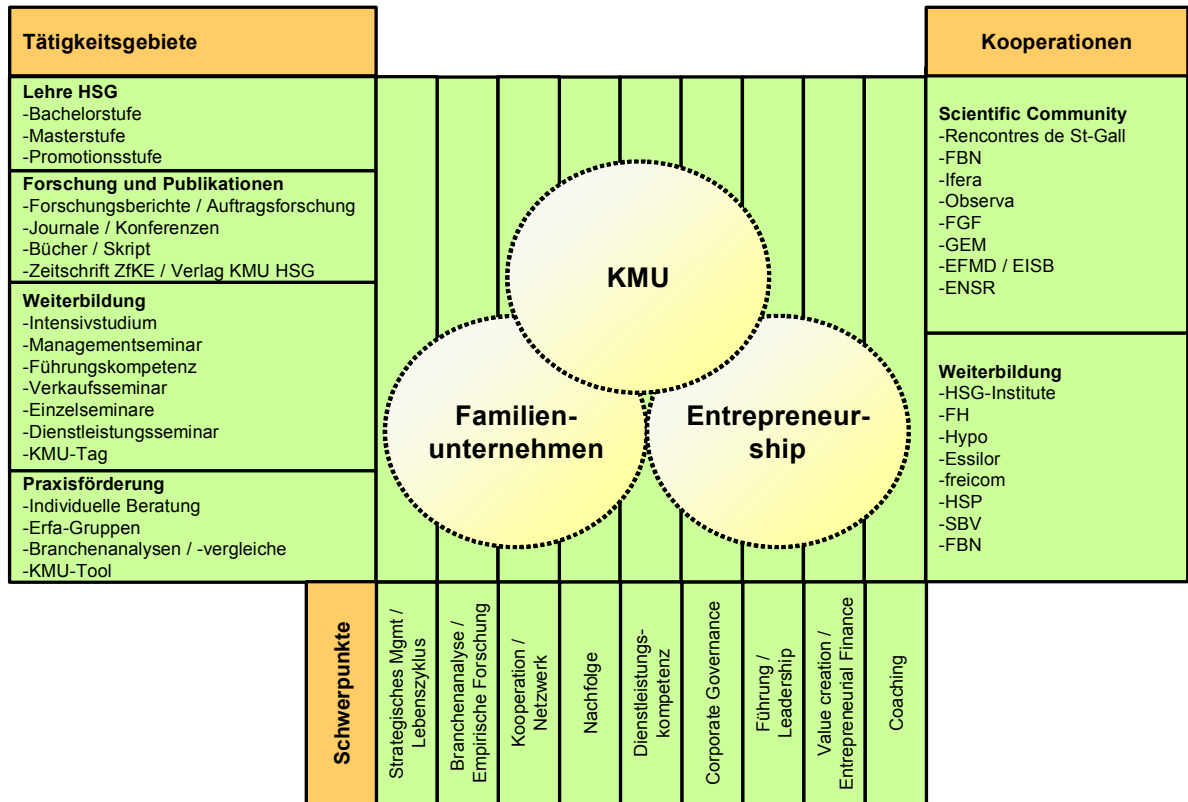 Tätigkeitsgebiete
Lehre HSG
-Bachelorstufe
-Masterstufe
-Promotionsstufe
Forschung und Publikationen
-Forschungsberichte / Auftragsforschung
-Journale / Konferenzen
-Bücher / Skript
-Zeitschrift ZfKE / Verlag KMU HSG
Weiterbildung
-Intensivstudium
-Managementseminar
-Führungskompetenz
-Verkaufsseminar
-Einzelseminare
-Dienstleistungsseminar
-KMU-Tag
Praxisförderung
-Individuelle Beratung
-Erfa-Gruppen
-Branchenanalysen / -vergleiche
-KMU-Tool
KMU
Familien-
unternehmen
Entrepreneur-
ship
Kooperationen
Scientific Community
-Rencontres de St-Gall
-FBN
-Ifera
-Observa
-FGF
-GEM
-EFMD / EISB
-ENSR
Weiterbildung
-HSG-Institute
-FH
-Hypo
-Essilor
-freicom
-HSP
-SBV
-FBN
Schwerpunkte
Strategisches Mgmt /
Lebenszyklus
Branchenanalyse /
Empirische Forschung
Kooperation /
Netzwerk
Nachfolge
Dienstleistungs-
kompetenz
Corporate Governance
Führung /
Leadership
Value creation /
Entrepreneurial Finance
Coaching